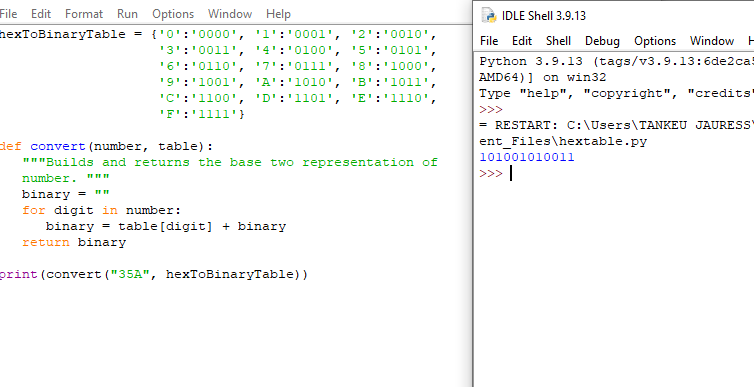 File Edit Format Run Options Window Help
hexToBinaryTable = {'0':'0000', '1':'0001', '2':'0010',
'3':'0011', '4':'0100', '5':'0101',
'6':'0110', '7':'0111', '8':'1000',
'9':'1001', 'A':'1010', 'B':'1011',
'C':'1100', 'D':'1101', 'E':'1110',
'F':'1111'}
def convert(number, table):
"""Builds and returns the base two representation of
number. """
binary = ""
for digit in number:
binary = table[digit] + binary
return binary
print(convert("35A", hexToBinaryTable))
IDLE Shell 3.9.13
File Edit Shell Debug Options Window H
Python 3.9.13 (tags/v3.9.13:6de2ca5
AMD64)] on win32
Type "help", "copyright", "credits"
>>>
= RESTART: C:\Users\TANKEU JAURESS\
ent_Files\hextable.py
101001010011
>>>